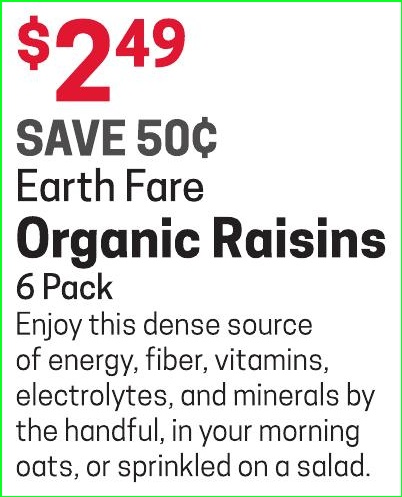 $2.49
SAVE 50¢
Earth Fare
Organic Raisins
6 Pack
Enjoy this dense source
of energy, fiber, vitamins,
electrolytes, and minerals by
the handful, in your morning
oats, or sprinkled on a salad.